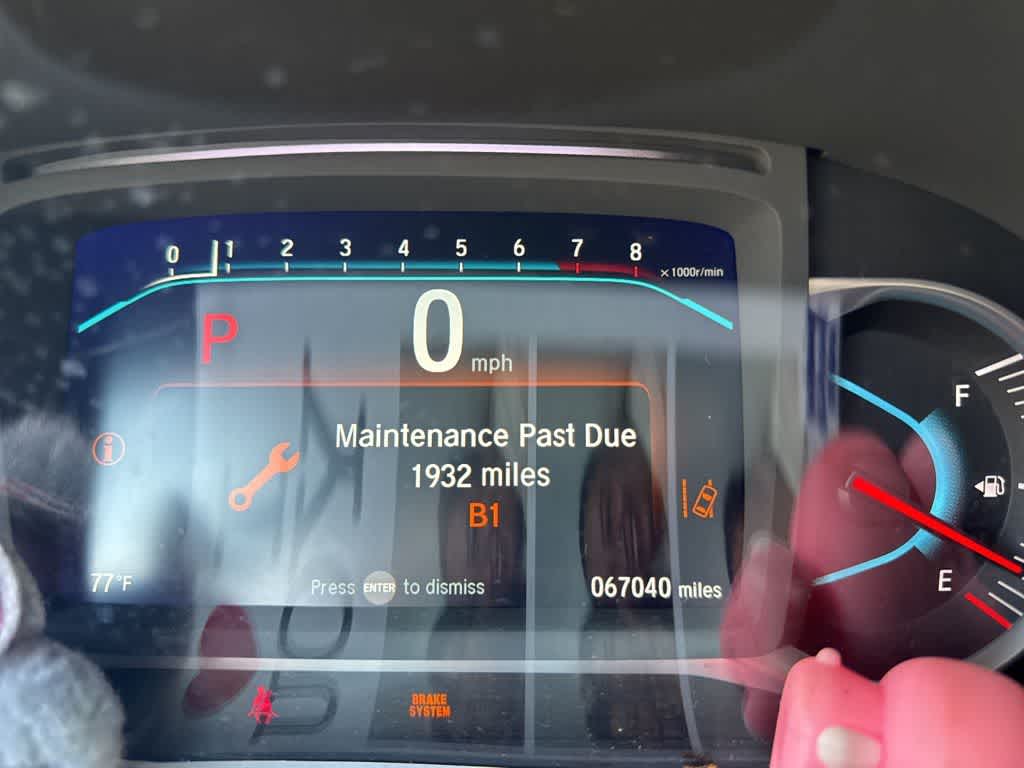 0 1 2 3 4 5 6 7 8
x1000r/min
P
0 mph
F
Maintenance Past Due
1932 miles
B1
E
77°F
Press ENTER to dismiss
067040 miles
BRAKE
SYSTEM